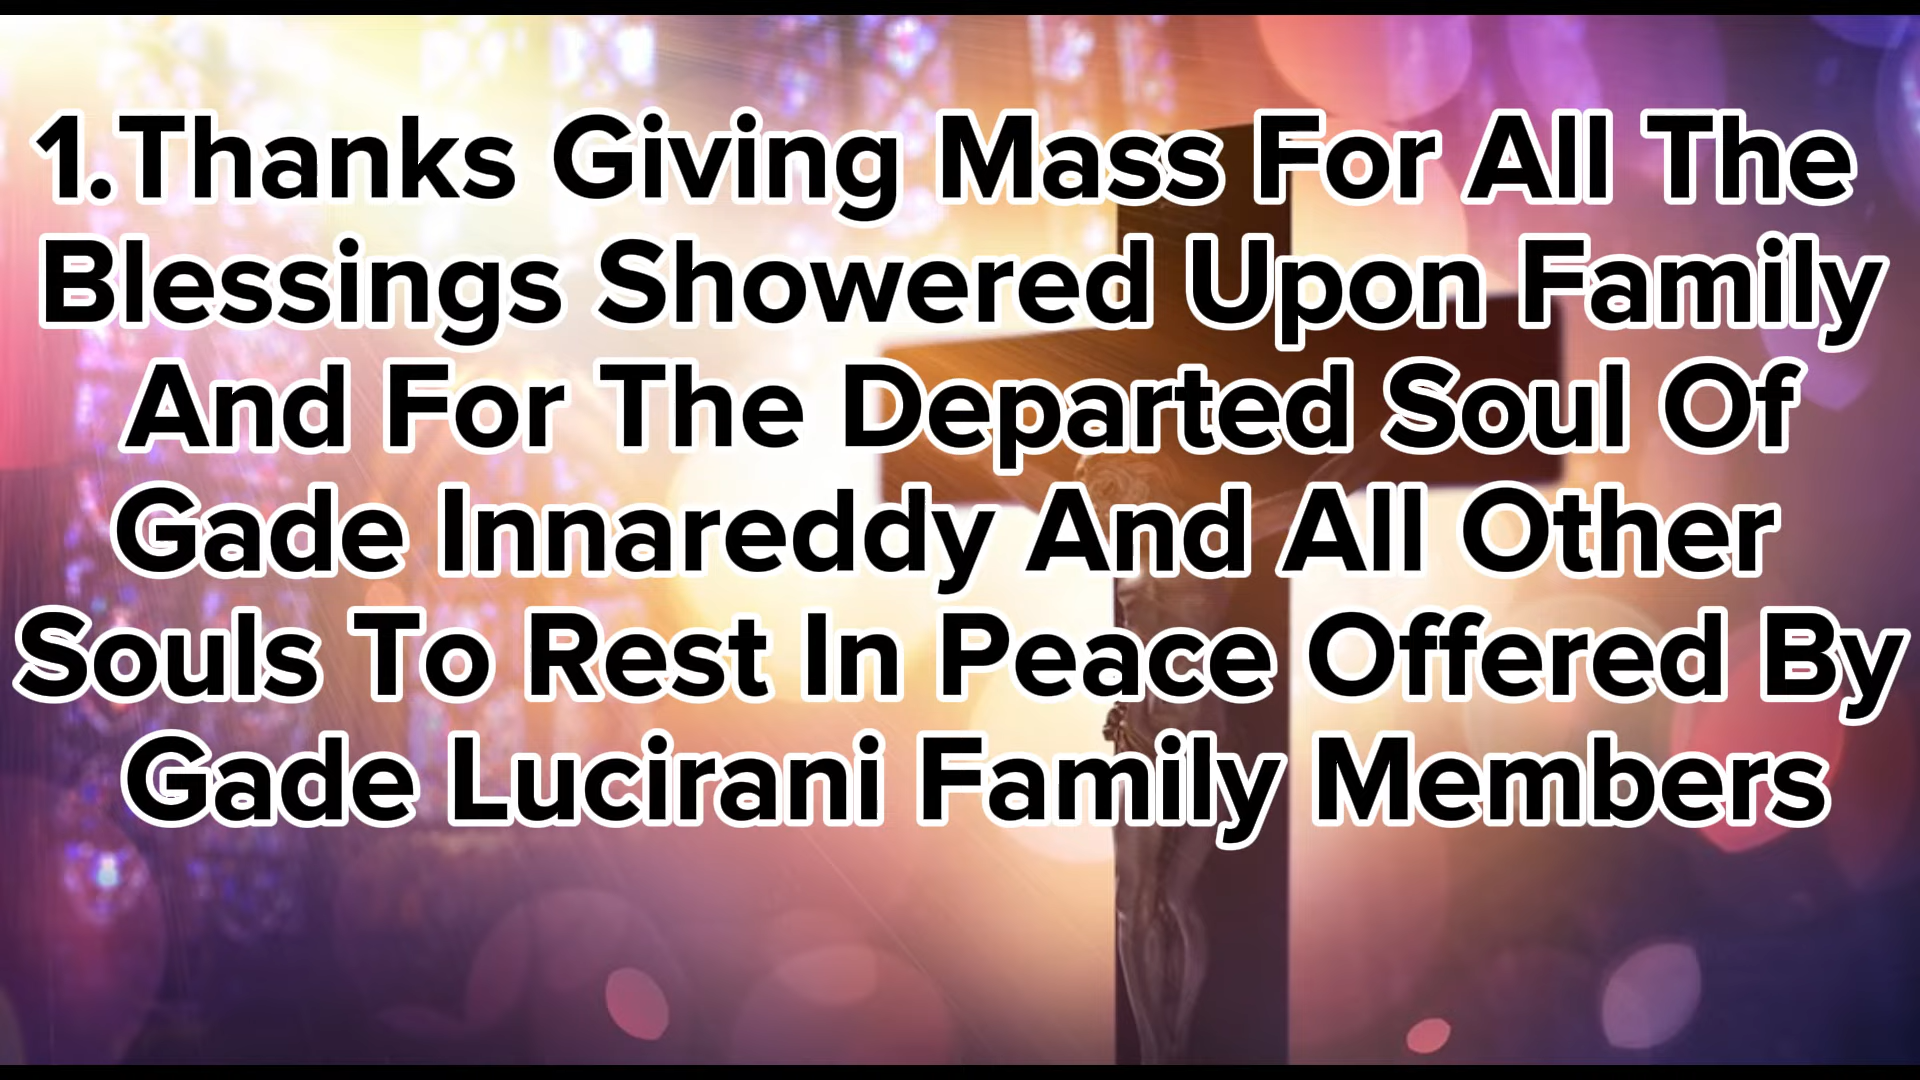 1.Thanks Giving Mass For All The
Blessings Showered Upon Family
And For The Departed Soul Of
Gade Innareddy And All Other
Souls To Rest In Peace Offered By
Gade Lucirani Family Members